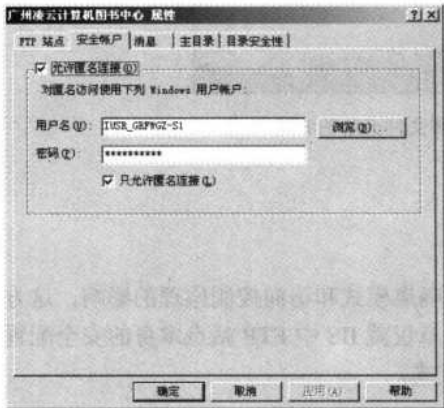 广州凌云计算机图书中心 属性
FTP 站点 安全帐户 消息 主目录 目录安全性
允许匿名连接(O)
对匿名访问使用下列 Windows 用户帐户:
用户名(U): IUSR_GRFWGZ-S1 浏览(B)...
密码(P): **********
只允许匿名连接(L)
确定 取消 应用(A) 帮助